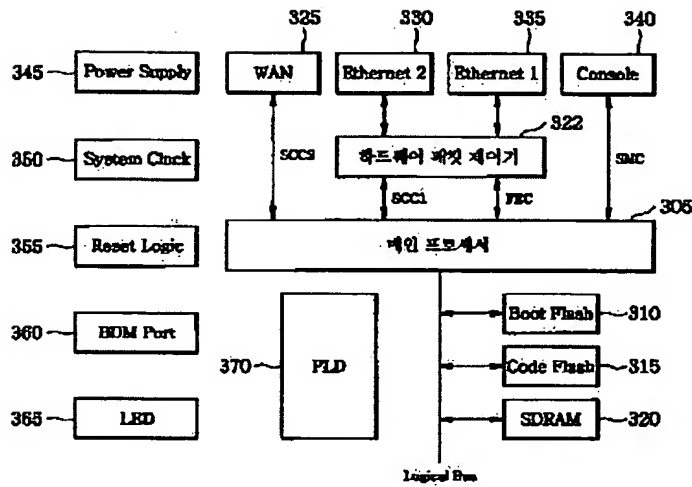 325 330 335 340
345 Power Supply WAN Ethernet 2 Ethernet 1 Console
322
350 System Clock SCC2 하드웨어 패킷 제어기 SMC
SCC1 FEC 305
355 Reset Logic 메인 프로세서
360 BDM Port 370 PLD Boot Flash 310
Code Flash 315
365 LED SDRAM 320
Logical Bus